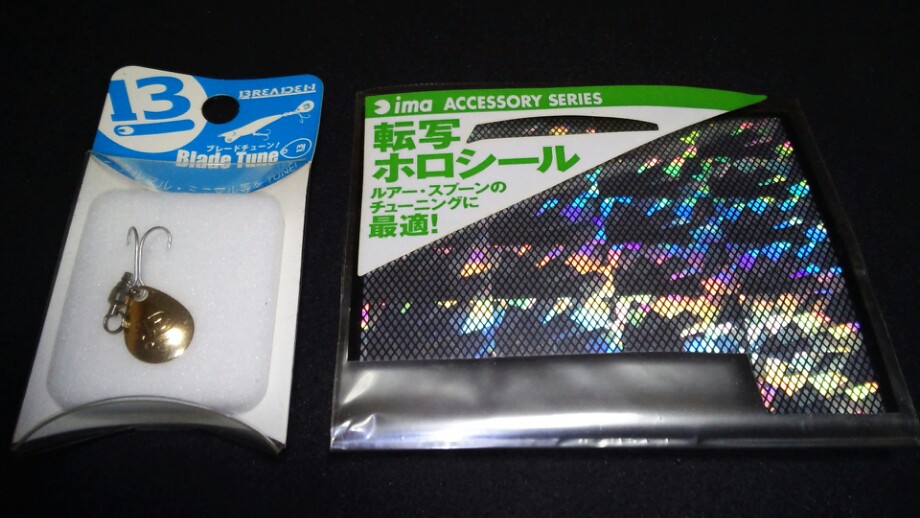 13
BREADEN
ブレードチューン!
Blade Tune
ima ACCESSORY SERIES
転写
ホロシール
ルアー・スプーンの
チューニングに
最適!